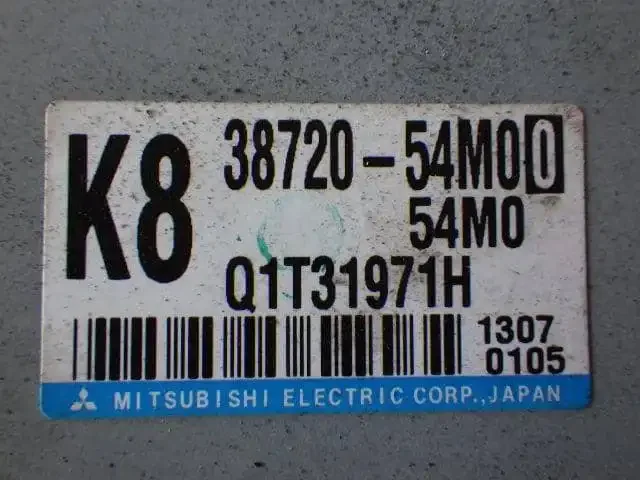 K8
38720-54M00
54M0
Q1T31971H
1307
0105
MITSUBISHI ELECTRIC CORP.,JAPAN